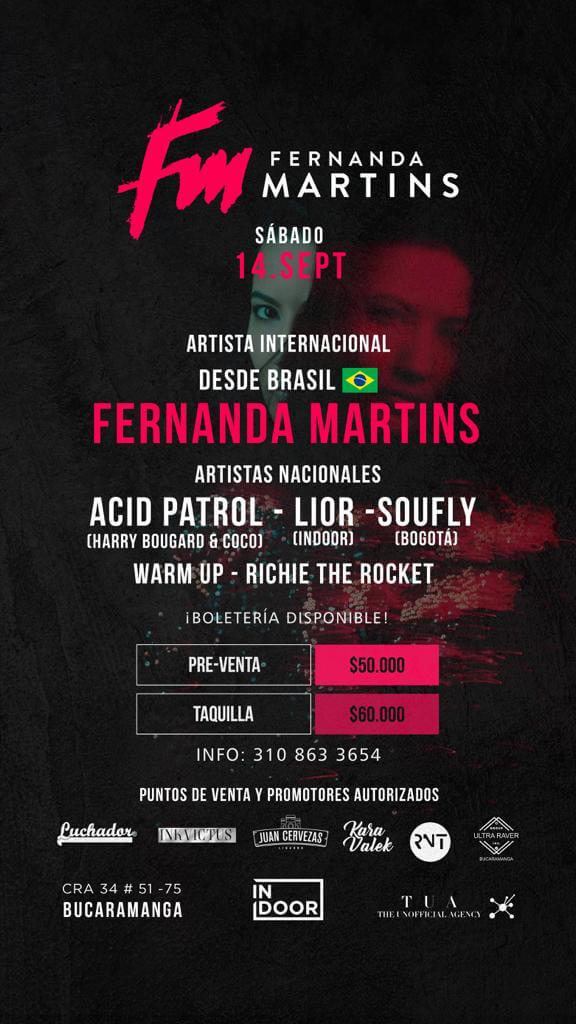 Fm
FERNANDA
MARTINS
SÁBADO
14.SEPT
ARTISTA INTERNACIONAL
DESDE BRASIL
FERNANDA MARTINS
ARTISTAS NACIONALES
ACID PATROL - LIOR -SOUFLY
(HARRY BOUGARD & COCO) (INDOOR) (BOGOTÁ)
WARM UP - RICHIE THE ROCKET
¡BOLETERÍA DISPONIBLE!
PRE-VENTA $50.000
TAQUILLA $60.000
INFO: 310 863 3654
PUNTOS DE VENTA Y PROMOTORES AUTORIZADOS
Luchador
INKVICTUS
JUAN CERVEZAS
Kara Valek
RNT
ULTRA RAVER
BUCARAMANGA
CRA 34 # 51 -75
BUCARAMANGA
IN DOOR
TUA
THE UNOFFICIAL AGENCY